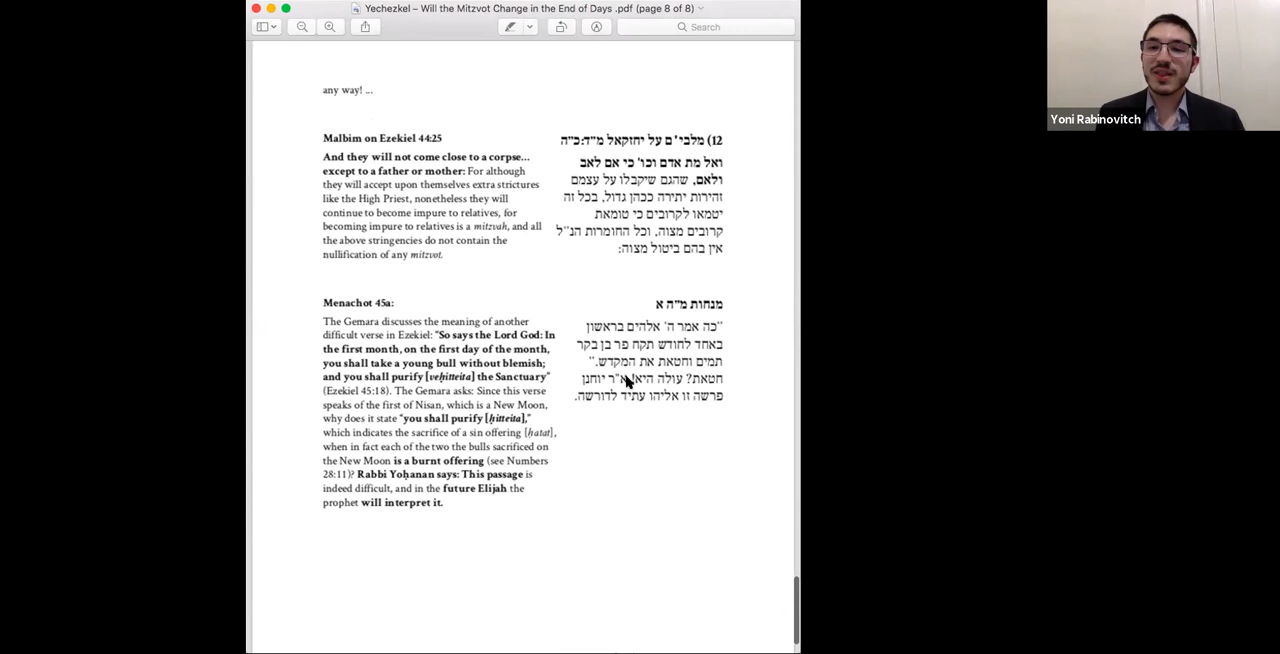 Yechezkel – Will the Mitzvot Change in the End of Days .pdf (page 8 of 8)
Search
Yoni Rabinovitch
any way! ...
Malbim on Ezekiel 44:25
And they will not come close to a corpse...
except to a father or mother: For although
they will accept upon themselves extra strictures
like the High Priest, nonetheless they will
continue to become impure to relatives, for
becoming impure to relatives is a mitzvah, and all
the above stringencies do not contain the
nullification of any mitzvot.
12) מלבי"ם על יחזקאל מ"ד:כ"ה
ואל מת אדם וכו' כי אם לאב
ולאם, שהגם שיקבלו על עצמם
זהירות יתירה ככהן גדול, בכל זה
יטמאו לקרובים כי טומאת
קרובים מצוה, וכל החומרות הנ"ל
אין בהם ביטול מצוה:
Menachot 45a:
The Gemara discusses the meaning of another
difficult verse in Ezekiel: “So says the Lord God: In
the first month, on the first day of the month,
you shall take a young bull without blemish;
and you shall purify [veḥitteita] the Sanctuary”
(Ezekiel 45:18). The Gemara asks: Since this verse
speaks of the first of Nisan, which is a New Moon,
why does it state “you shall purify [ḥitteita],”
which indicates the sacrifice of a sin offering [ḥatat],
when in fact each of the two the bulls sacrificed on
the New Moon is a burnt offering (see Numbers
28:11)? Rabbi Yoḥanan says: This passage is
indeed difficult, and in the future Elijah the
prophet will interpret it.
מנחות מ"ה א
"כה אמר ה' אלהים בראשון
באחד לחודש תקח פר בן בקר
תמים וחטאת את המקדש."
חטאת? עולה היא! א"ר יוחנן
פרשה זו אליהו עתיד לדורשה.